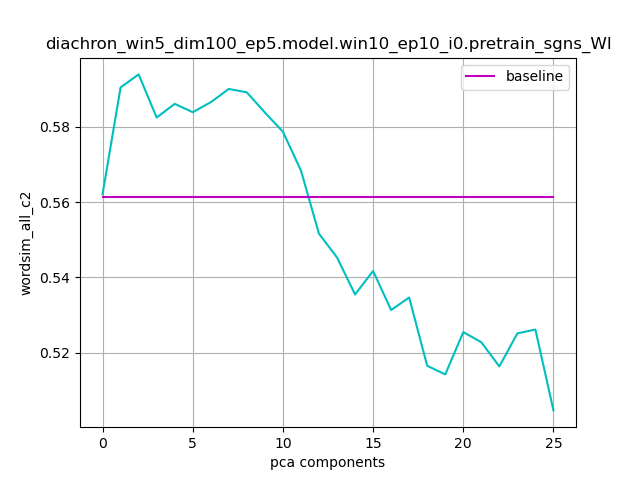 diachron_win5_dim100_ep5.model.win10_ep10_i0.pretrain_sgns_WI
baseline
0.58
0.56
0.54
0.52
wordsim_all_c2
0 5 10 15 20 25
pca components